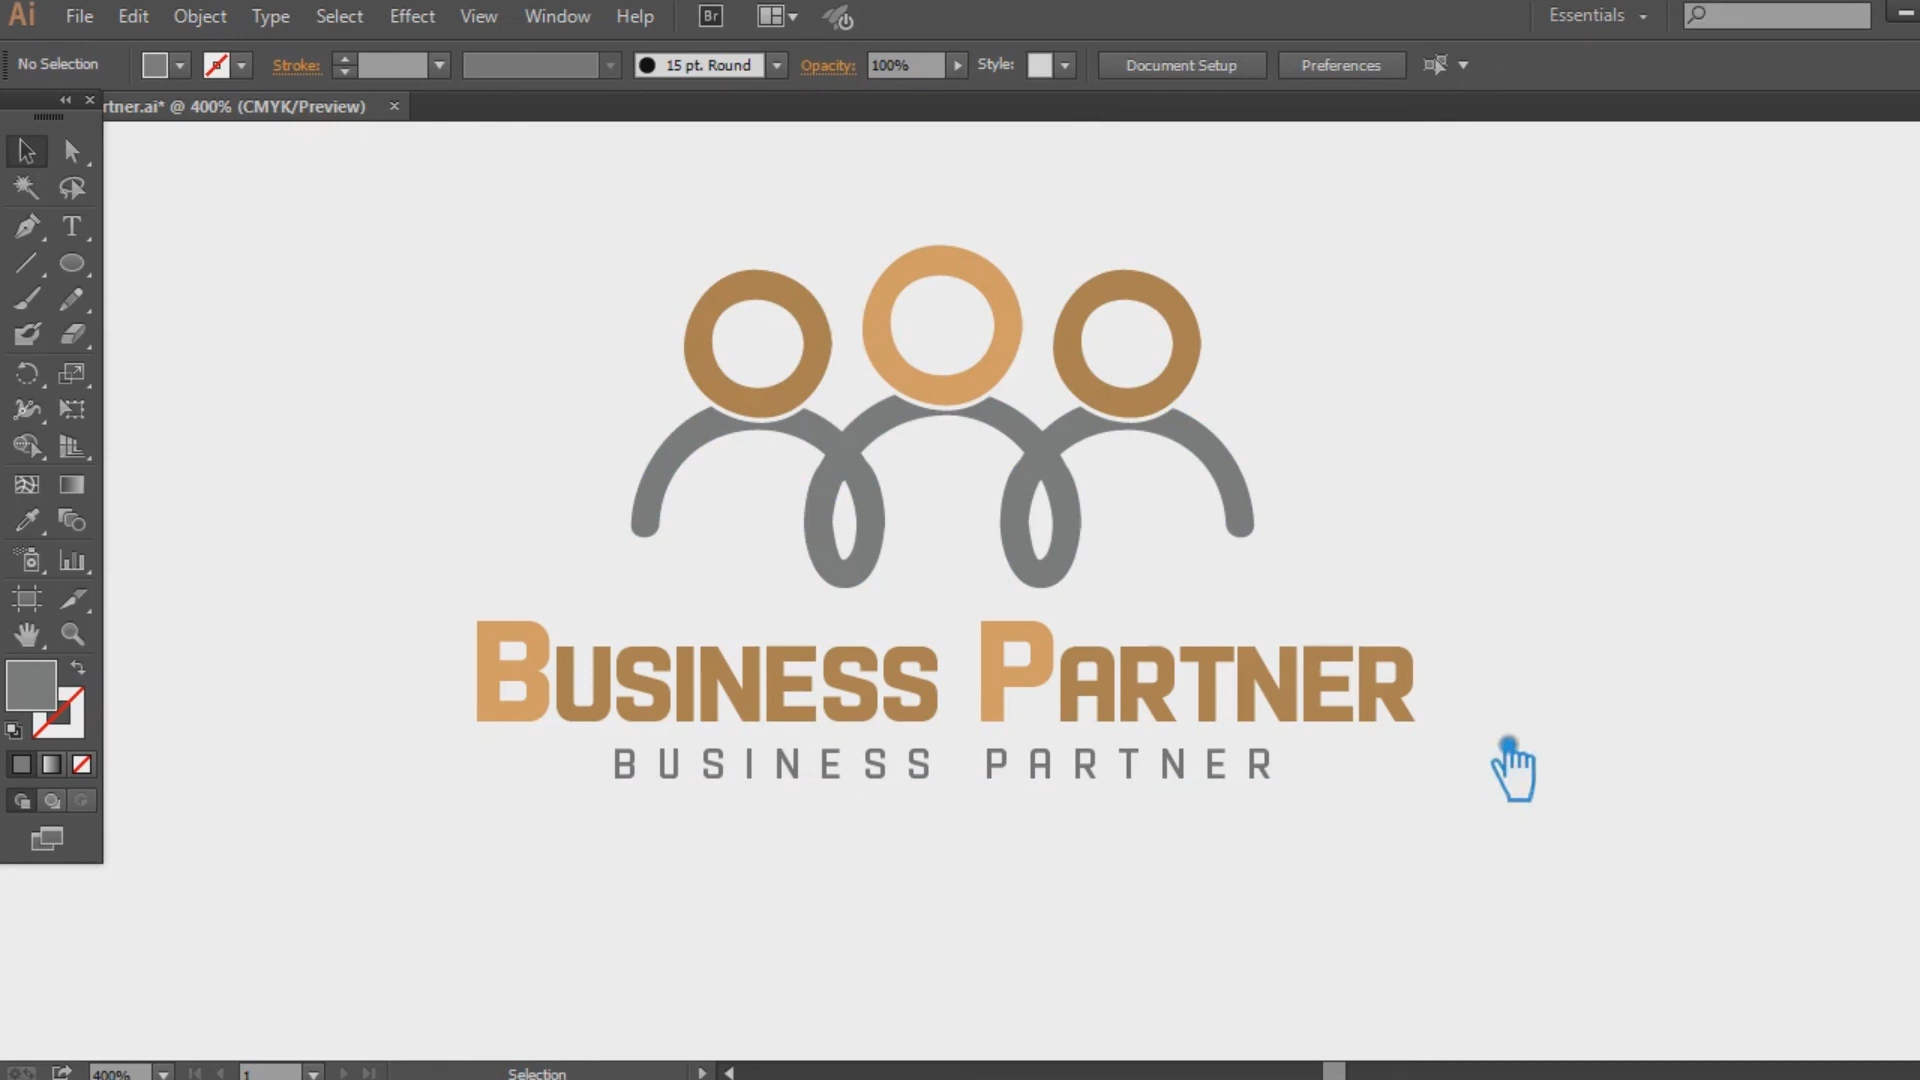 Ai File Edit Object Type Select Effect View Window Help Br Essentials
No Selection Stroke: 15 pt. Round Opacity: 100% Style: Document Setup Preferences
rtner.ai* @ 400% (CMYK/Preview) ×
T
BUSINESS PARTNER
BUSINESS PARTNER
400% 1 Selection